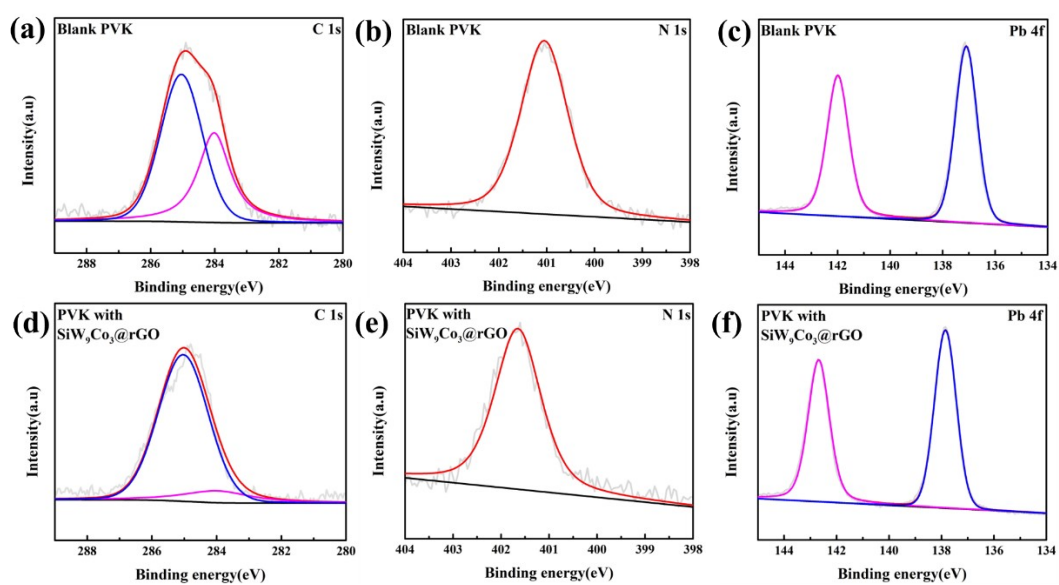 (a)
Blank PVK
C 1s
Intensity(a.u)
288
286
284
282
280
Binding energy(eV)
(b)
Blank PVK
N 1s
Intensity(a.u)
404
403
402
401
400
399
398
Binding energy(eV)
(c)
Blank PVK
Pb 4f
Intensity(a.u)
144
142
140
138
136
134
Binding energy(eV)
(d)
PVK with
SiW₉Co₃@rGO
C 1s
Intensity(a.u)
288
286
284
282
280
Binding energy(eV)
(e)
PVK with
SiW₉Co₃@rGO
N 1s
Intensity(a.u)
404
403
402
401
400
399
398
Binding energy(eV)
(f)
PVK with
SiW₉Co₃@rGO
Pb 4f
Intensity(a.u)
144
142
140
138
136
134
Binding energy(eV)